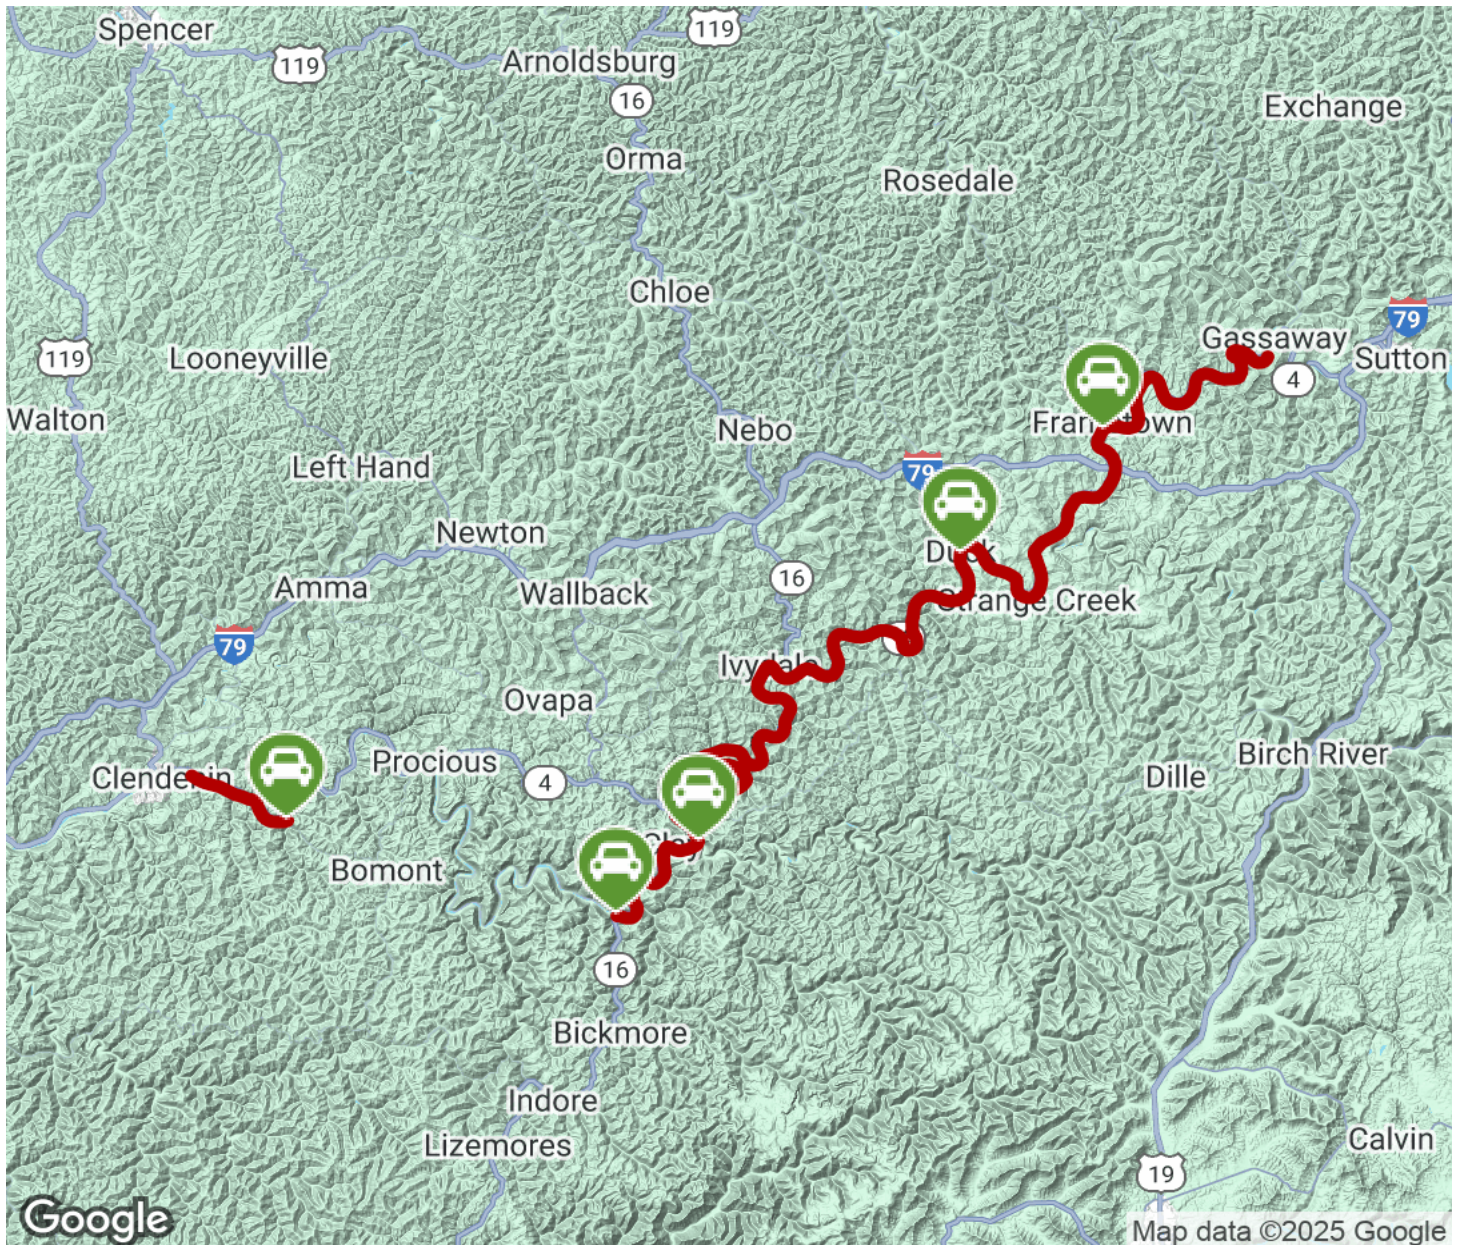 Spencer
119
119
Arnoldsburg
16
Exchange
Orma
Rosedale
Chloe
79
Gassaway
Sutton
119
Looneyville
4
Walton
Nebo
Left Hand
79
Newton
Duck
Amma
Wallback
16
Strange Creek
79
Ovapa
Procious
4
Birch River
Dille
Bomont
16
Bickmore
Indore
Lizemores
Calvin
19
Google
Map data ©2025 Google